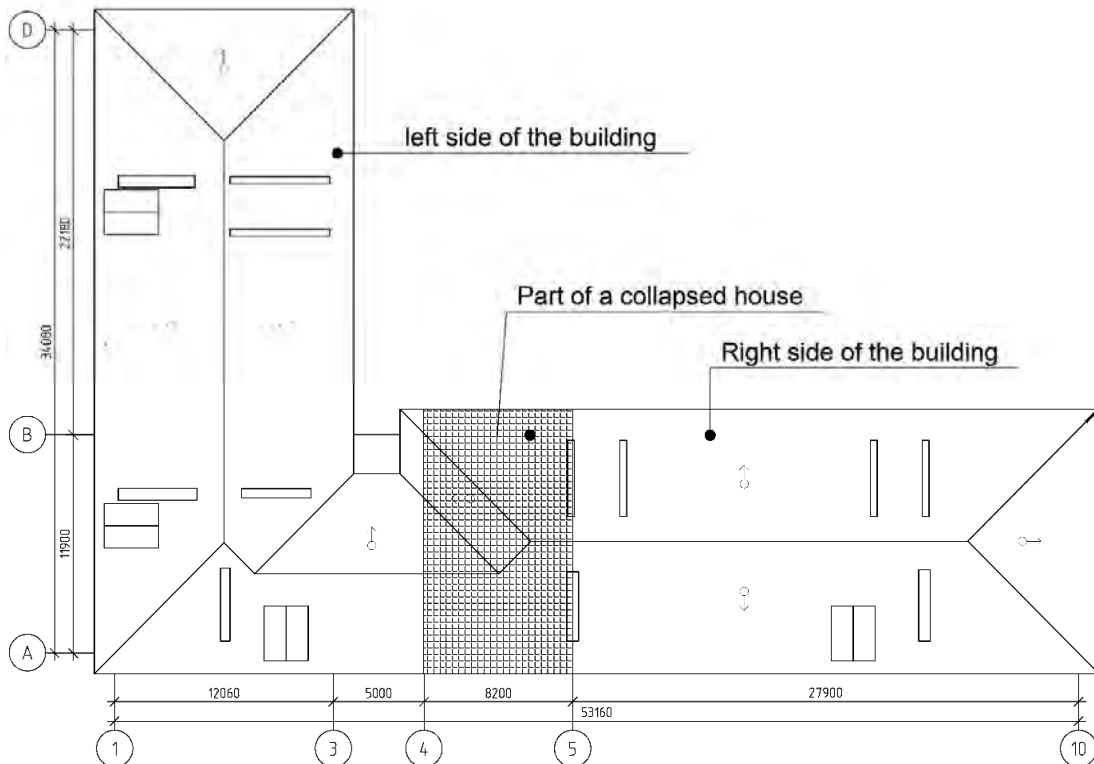 D
left side of the building
22180
Part of a collapsed house
34080
Right side of the building
B
11900
A
12060
5000
8200
27900
53160
1
3
4
5
10